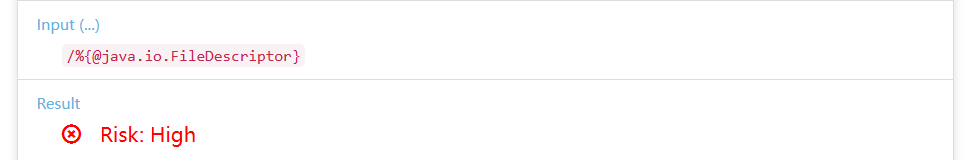 Input (...)
/%{@java.io.FileDescriptor}
Result
Risk: High